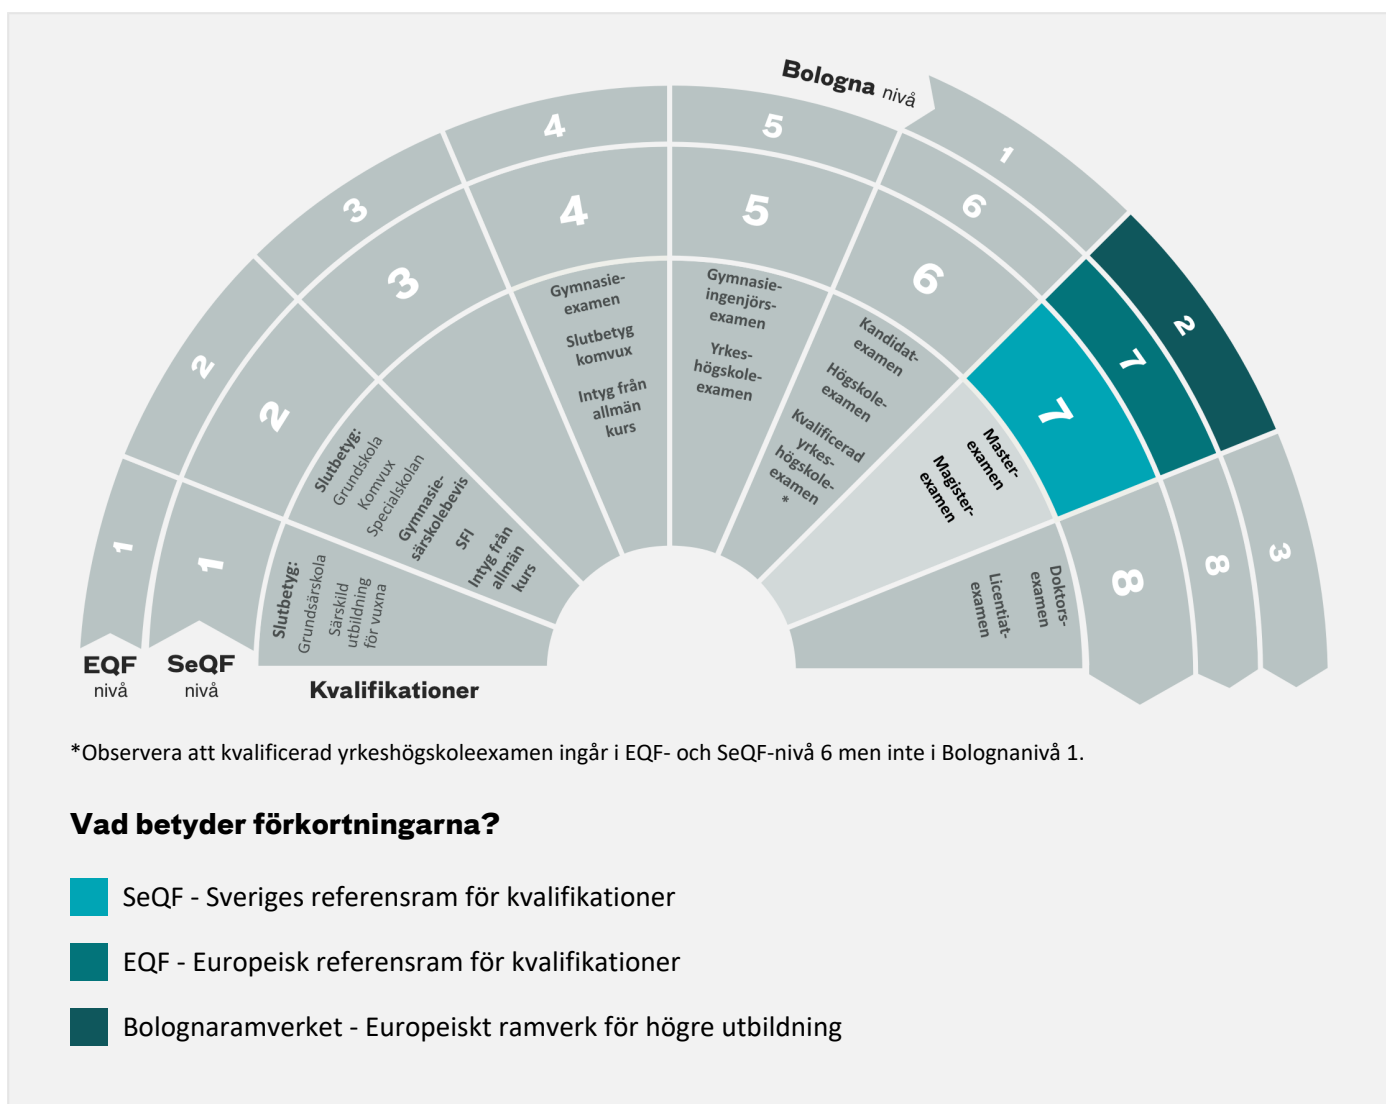 Bologna nivå
1
2
3
4
5
1
2
3
1
2
3
4
5
6
7
8
6
7
8
Slutbetyg:
Grundsärskola
Särskild
utbildning
för vuxna
Slutbetyg:
Grundskola
Komvux
Specialskolan
Gymnasie-
särskolebevis
SFI
Intyg från
allmän
kurs
Gymnasie-
examen
Slutbetyg
komvux
Intyg från
allmän
kurs
Gymnasie-
ingenjörs-
examen
Yrkes-
högskole-
examen
Kandidat-
examen
Högskole-
examen
Kvalificerad
yrkes-
högskole-
examen
*
Master-
examen
Magister-
examen
Doktors-
examen
Licentiat-
examen
EQF
nivå
SeQF
nivå
Kvalifikationer
*Observera att kvalificerad yrkeshögskoleexamen ingår i EQF- och SeQF-nivå 6 men inte i Bolognanivå 1.
Vad betyder förkortningarna?
SeQF - Sveriges referensram för kvalifikationer
EQF - Europeisk referensram för kvalifikationer
Bolognaramverket - Europeiskt ramverk för högre utbildning